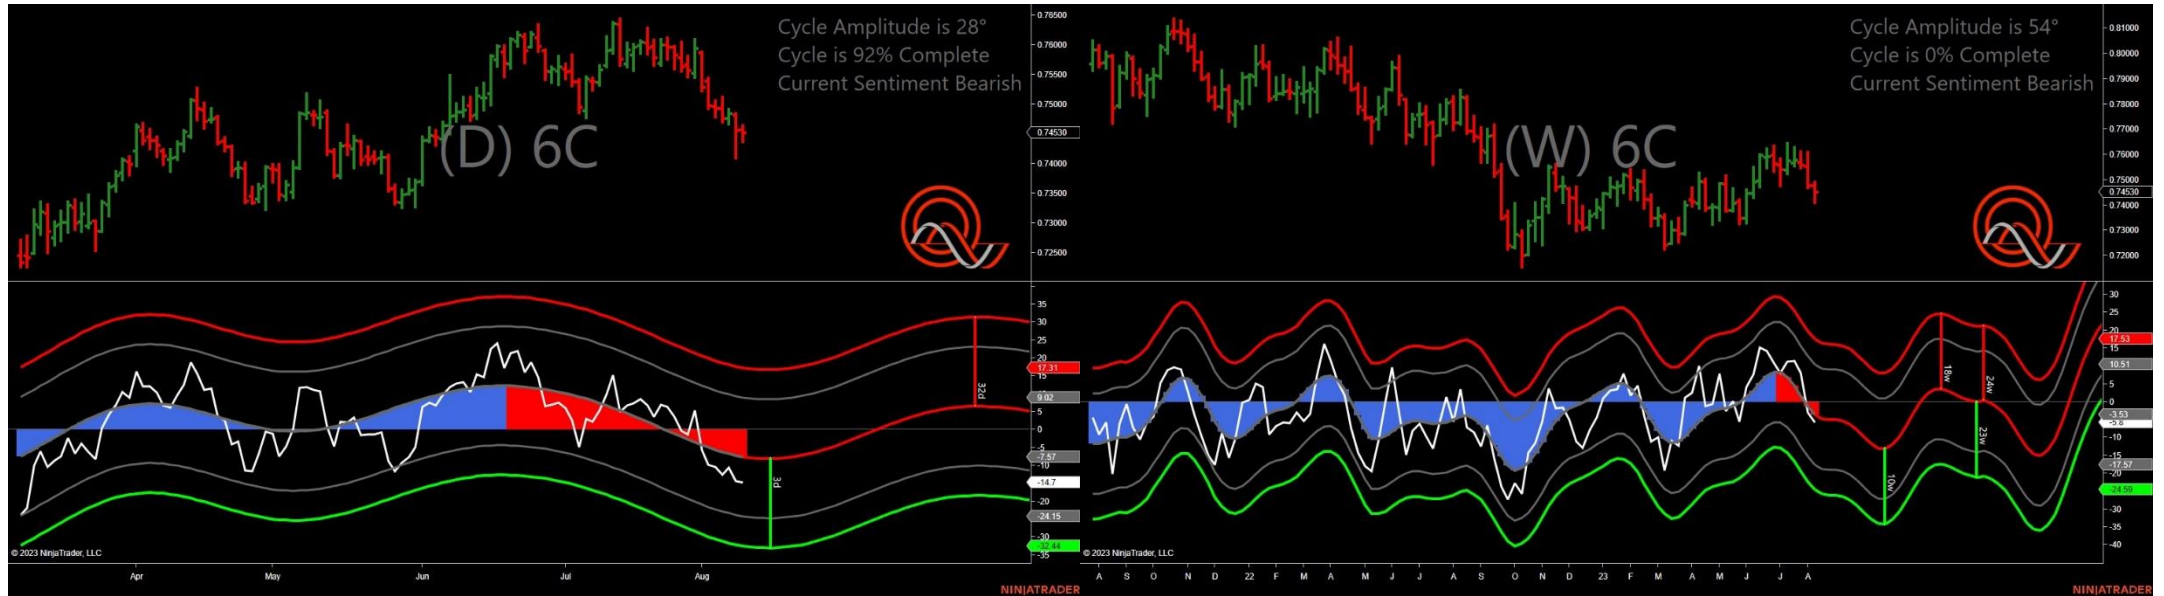 Cycle Amplitude is 28°
Cycle is 92% Complete
Current Sentiment Bearish
(D) 6C
0.76500
0.76000
0.75500
0.75000
0.74530
0.74000
0.73500
0.73000
0.72500
35
30
25
20
17.31
15
9.02
5
0
-5
-7.57
-10
-14.7
-20
-24.15
-30
-32.44
-35
32d
3d
© 2023 NinjaTrader, LLC
Apr May Jun Jul Aug
NINJATRADER
Cycle Amplitude is 54°
Cycle is 0% Complete
Current Sentiment Bearish
(W) 6C
0.81000
0.80000
0.79000
0.78000
0.77000
0.76000
0.75000
0.74530
0.74000
0.73000
0.72000
30
25
20
17.53
15
10.51
5
0
-3.53
-5.8
-10
-15
-17.57
-20
-24.59
-30
-35
-40
18w
24w
23w
10w
© 2023 NinjaTrader, LLC
A S O N D 22 F M A M J J A S O N D 23 F M A M J J A
NINJATRADER